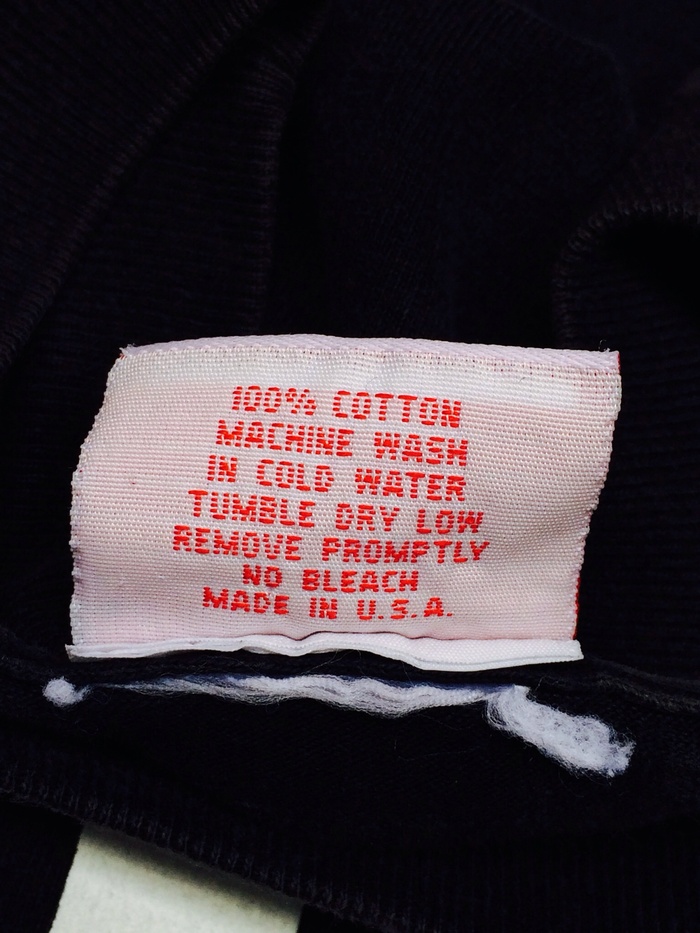 100% COTTON
MACHINE WASH
IN COLD WATER
TUMBLE DRY LOW
REMOVE PROMPTLY
NO BLEACH
MADE IN U.S.A.